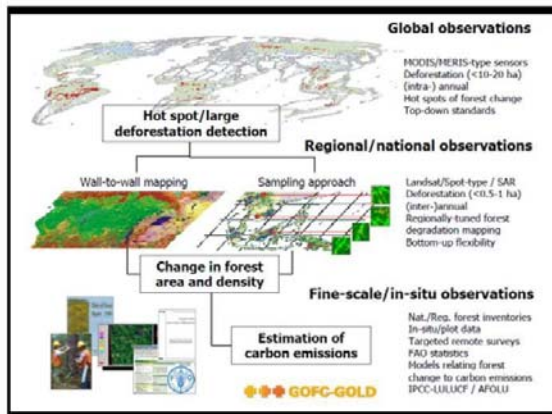 Global observations
MODIS/MERIS-type sensors
Deforestation (<10-20 ha)
(intra-) annual
Hot spots of forest change
Top-down standards
Hot spot/large
deforestation detection
Regional/national observations
Wall-to-wall mapping
Sampling approach
Landsat/Spot-type / SAR
Deforestation (<0.5-1 ha)
(inter-)annual
Regionally-tuned forest
degradation mapping
Bottom-up flexibility
Change in forest
area and density
Fine-scale/in-situ observations
Nat./Reg. forest inventories
In-situ/plot data
Targeted remote surveys
FAO statistics
Models relating forest
change to carbon emissions
IPCC-LULUCF / AFOLU
Estimation of
carbon emissions
GOFC-GOLD